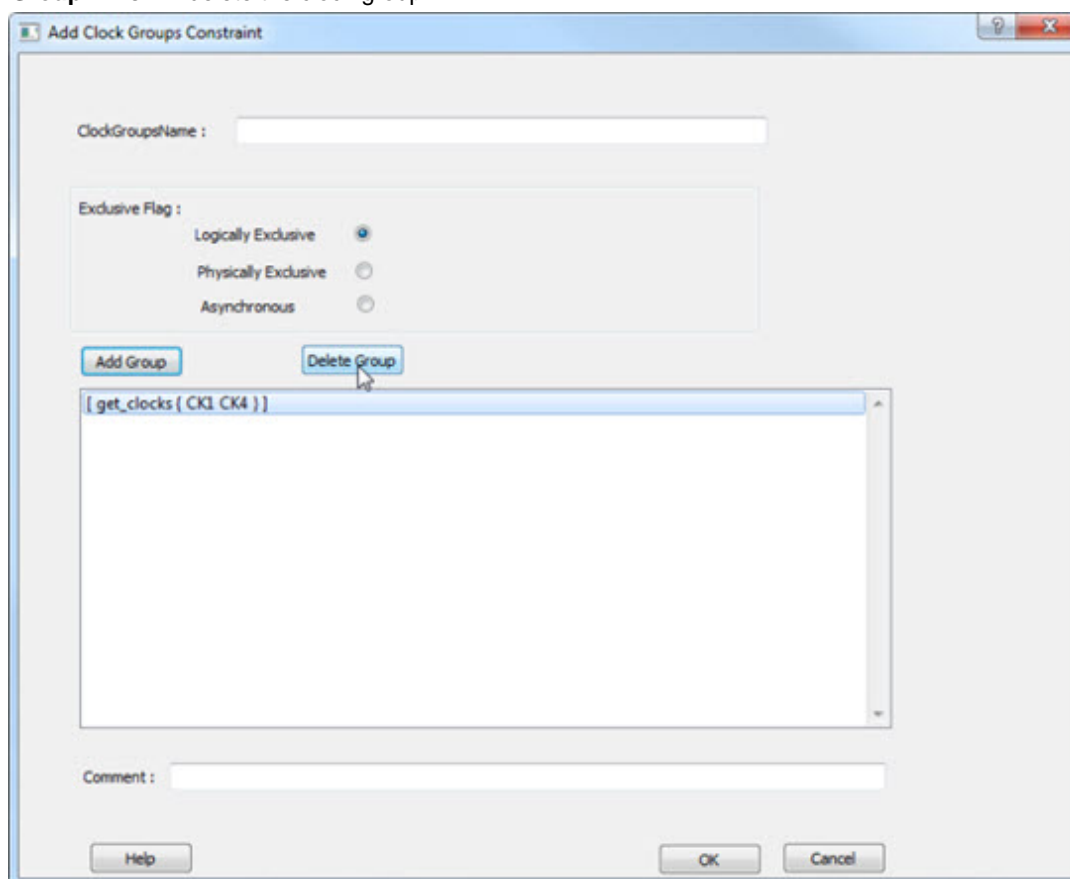 Add Clock Groups Constraint
ClockGroupsName :
Exclusive Flag :
Logically Exclusive
Physically Exclusive
Asynchronous
Add Group Delete Group
[ get_clocks { CK1 CK4 } ]
Comment :
Help OK Cancel